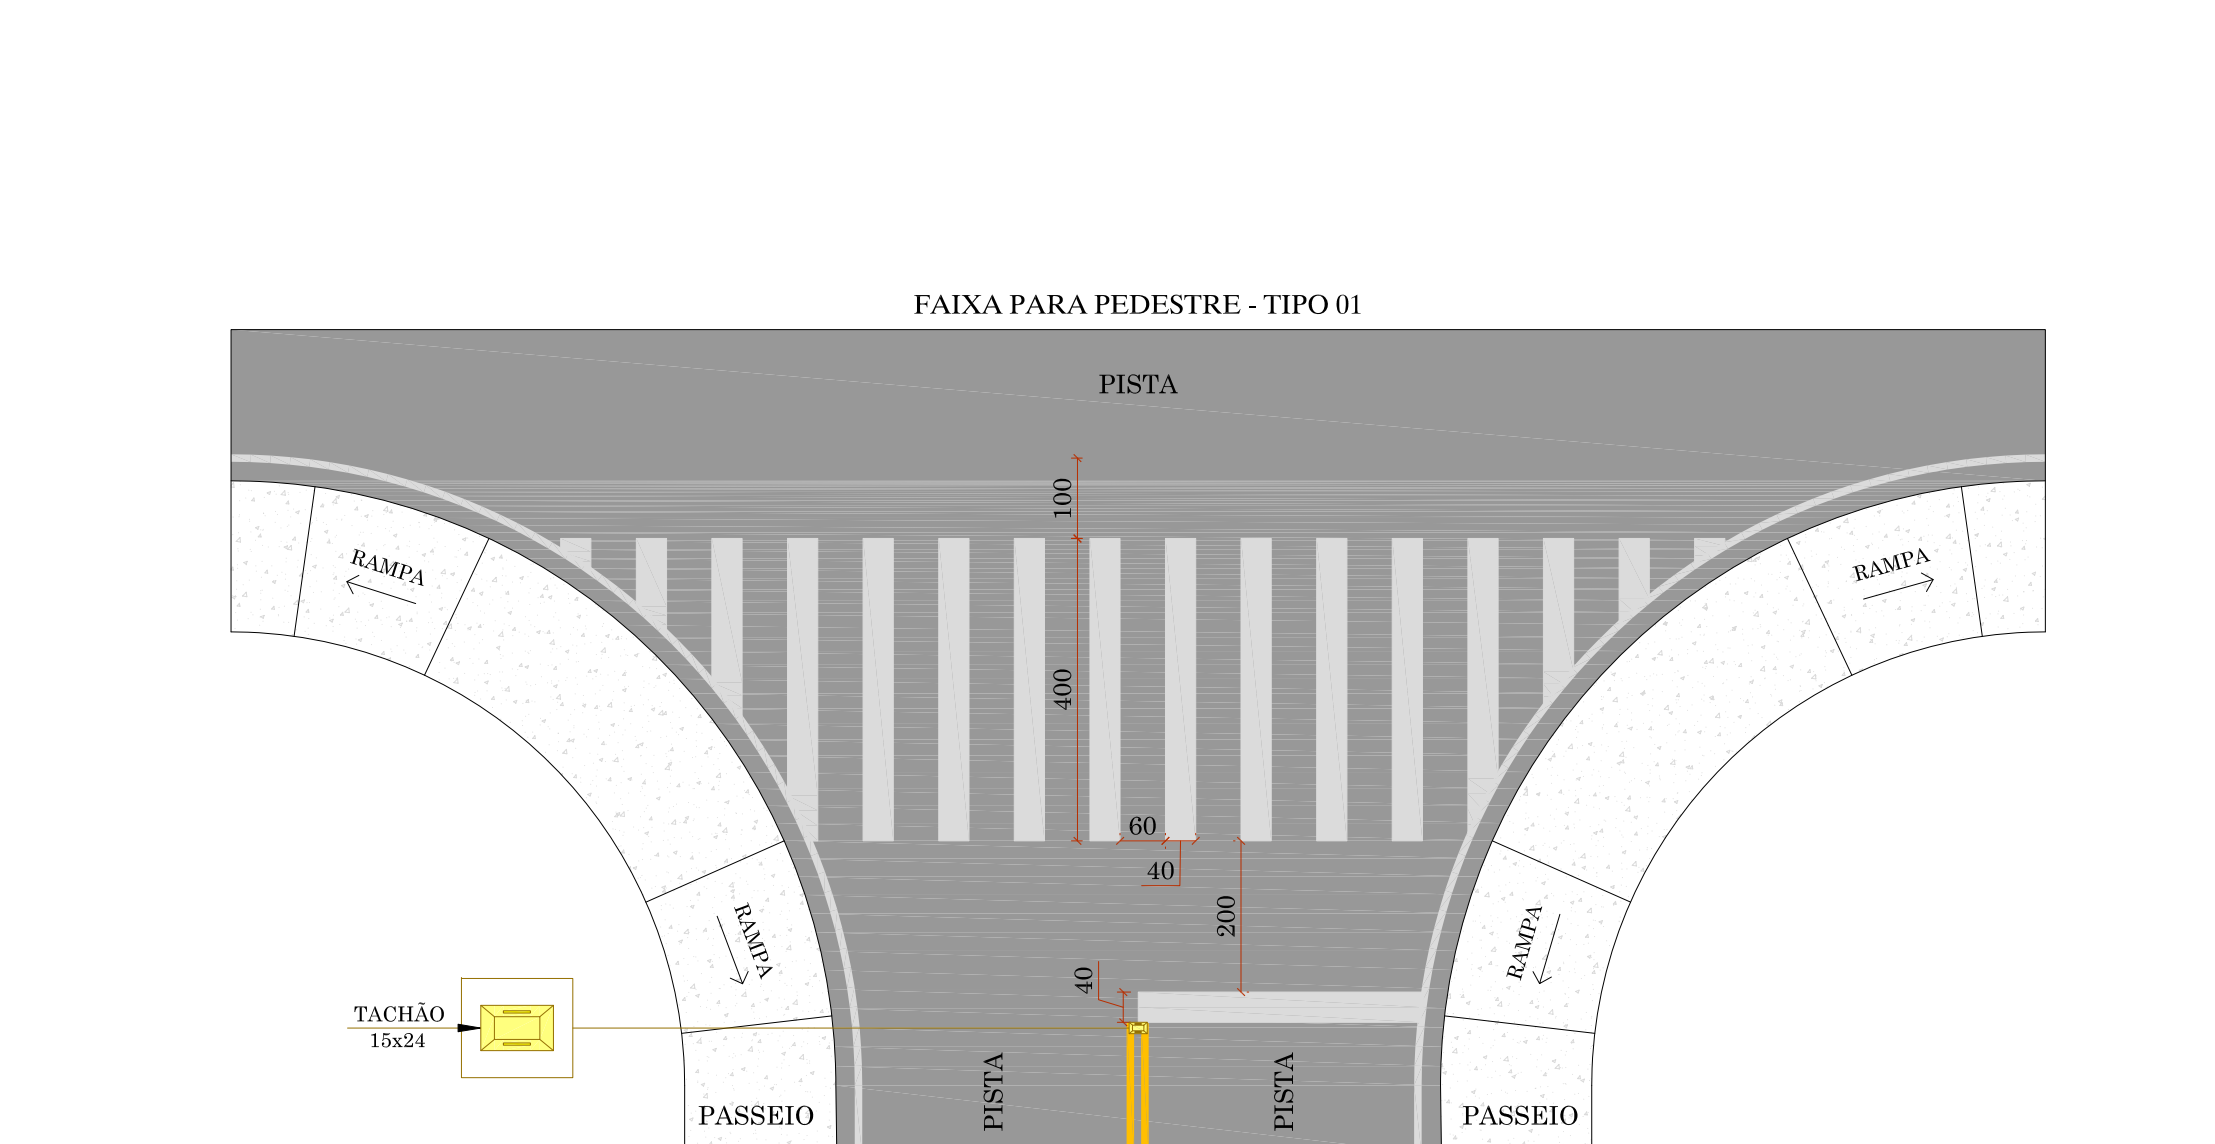 FAIXA PARA PEDESTRE - TIPO 01
PISTA
100
RAMPA
RAMPA
400
60
40
200
RAMPA
RAMPA
40
TACHÃO
15x24
PISTA
PISTA
PASSEIO
PASSEIO